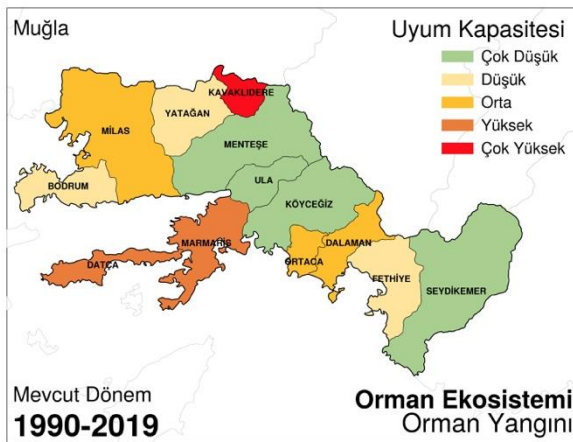 Muğla
Uyum Kapasitesi
Çok Düşük
Düşük
Orta
Yüksek
Çok Yüksek
KAVAKLIDERE
YATAĞAN
MİLAS
MENTEŞE
BODRUM
ULA
KÖYCEĞİZ
MARMARİS
DALAMAN
DATÇA
ORTACA
FETHİYE
SEYDİKEMER
Mevcut Dönem
1990-2019
Orman Ekosistemi
Orman Yangını